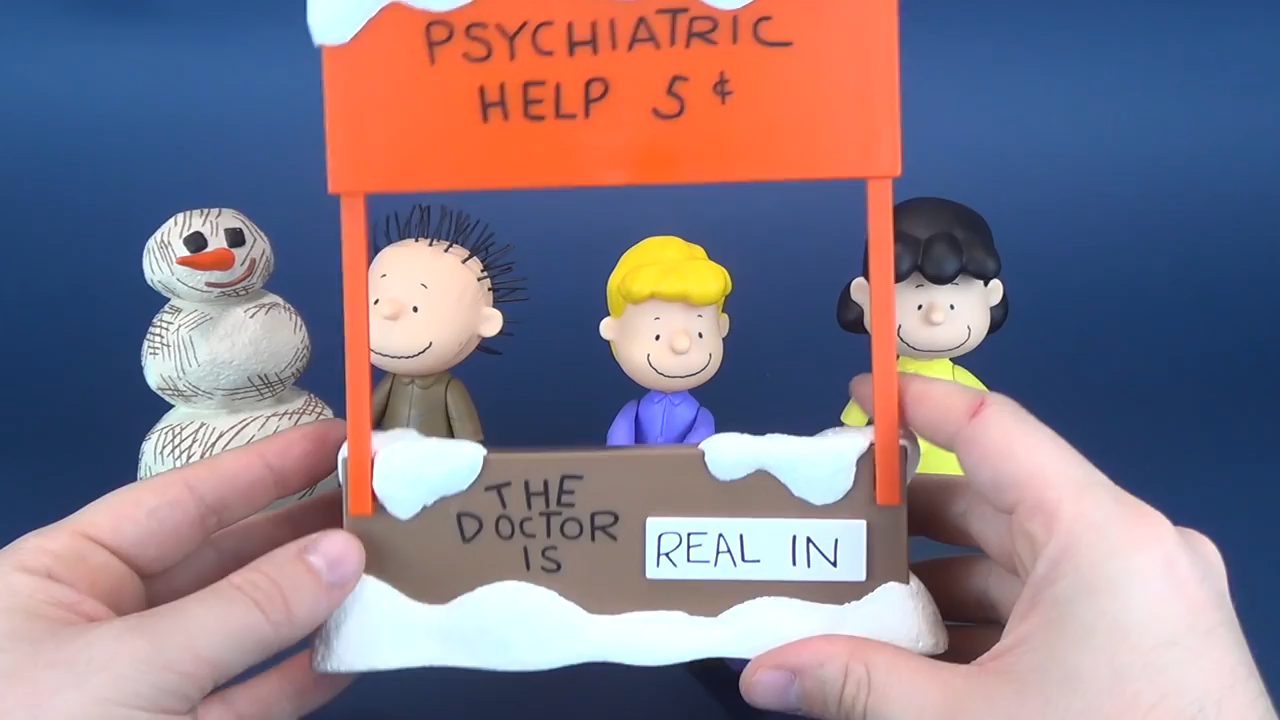 PSYCHIATRIC
HELP 5¢
THE
DOCTOR
IS
REAL IN